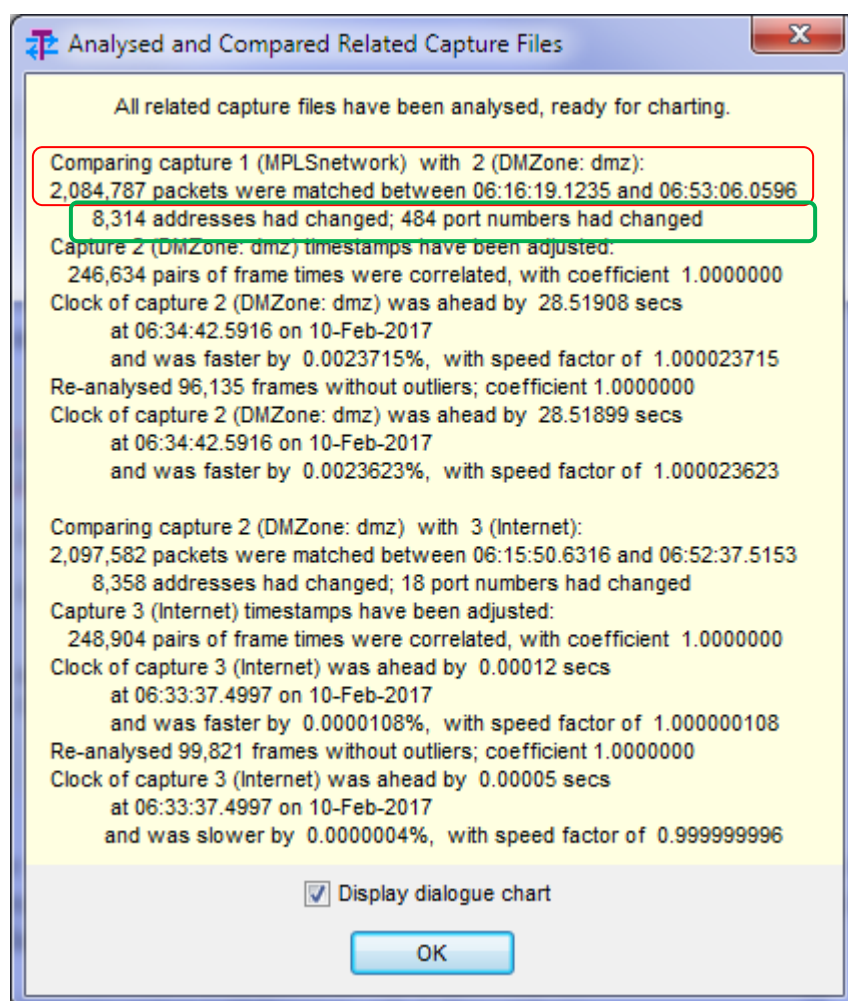 Analysed and Compared Related Capture Files
All related capture files have been analysed, ready for charting.
Comparing capture 1 (MPLSnetwork) with 2 (DMZone: dmz):
2,084,787 packets were matched between 06:16:19.1235 and 06:53:06.0596
8,314 addresses had changed; 484 port numbers had changed
Capture 2 (DMZone: dmz) timestamps have been adjusted:
246,634 pairs of frame times were correlated, with coefficient 1.0000000
Clock of capture 2 (DMZone: dmz) was ahead by 28.51908 secs
at 06:34:42.5916 on 10-Feb-2017
and was faster by 0.0023715%, with speed factor of 1.000023715
Re-analysed 96,135 frames without outliers; coefficient 1.0000000
Clock of capture 2 (DMZone: dmz) was ahead by 28.51899 secs
at 06:34:42.5916 on 10-Feb-2017
and was faster by 0.0023623%, with speed factor of 1.000023623
Comparing capture 2 (DMZone: dmz) with 3 (Internet):
2,097,582 packets were matched between 06:15:50.6316 and 06:52:37.5153
8,358 addresses had changed; 18 port numbers had changed
Capture 3 (Internet) timestamps have been adjusted:
248,904 pairs of frame times were correlated, with coefficient 1.0000000
Clock of capture 3 (Internet) was ahead by 0.00012 secs
at 06:33:37.4997 on 10-Feb-2017
and was faster by 0.0000108%, with speed factor of 1.000000108
Re-analysed 99,821 frames without outliers; coefficient 1.0000000
Clock of capture 3 (Internet) was ahead by 0.00005 secs
at 06:33:37.4997 on 10-Feb-2017
and was slower by 0.0000004%, with speed factor of 0.999999996
Display dialogue chart
OK